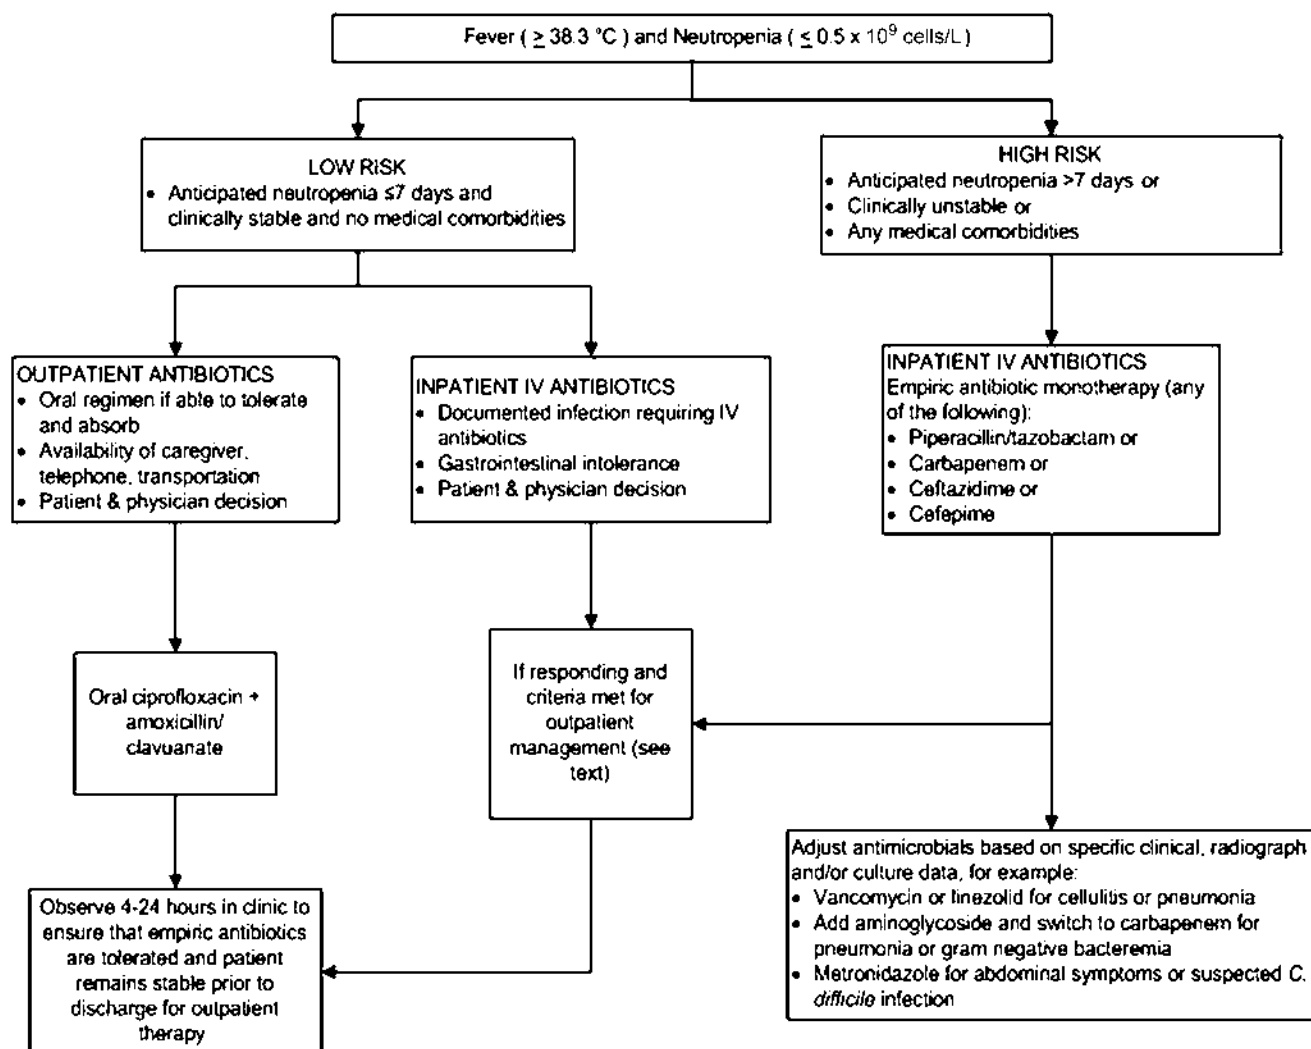 Fever ( ≥ 38.3 °C ) and Neutropenia ( ≤ 0.5 x 10⁹ cells/L )
LOW RISK
• Anticipated neutropenia ≤7 days and
clinically stable and no medical comorbidities
HIGH RISK
• Anticipated neutropenia >7 days or
• Clinically unstable or
• Any medical comorbidities
OUTPATIENT ANTIBIOTICS
• Oral regimen if able to tolerate
and absorb
• Availability of caregiver,
telephone, transportation
• Patient & physician decision
INPATIENT IV ANTIBIOTICS
• Documented infection requiring IV
antibiotics
• Gastrointestinal intolerance
• Patient & physician decision
INPATIENT IV ANTIBIOTICS
Empiric antibiotic monotherapy (any
of the following):
• Piperacillin/tazobactam or
• Carbapenem or
• Ceftazidime or
• Cefepime
Oral ciprofloxacin +
amoxicillin/
clavuanate
If responding and
criteria met for
outpatient
management (see
text)
Observe 4-24 hours in clinic to
ensure that empiric antibiotics
are tolerated and patient
remains stable prior to
discharge for outpatient
therapy
Adjust antimicrobials based on specific clinical, radiograph
and/or culture data, for example:
• Vancomycin or linezolid for cellulitis or pneumonia
• Add aminoglycoside and switch to carbapenem for
pneumonia or gram negative bacteremia
• Metronidazole for abdominal symptoms or suspected C.
difficile infection